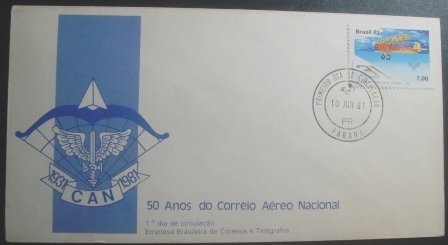 Brasil 81
7,00
PRIMEIRO DIA DE CIRCULAÇÃO
10 JUN. 81
PR
PARANÁ
1931 CAN 1981
50 Anos do Correio Aéreo Nacional
1.º dia de circulação
Empresa Brasileira de Correios e Telégrafos